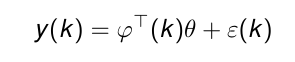 y(k) = φ⊤(k)θ + ε(k)